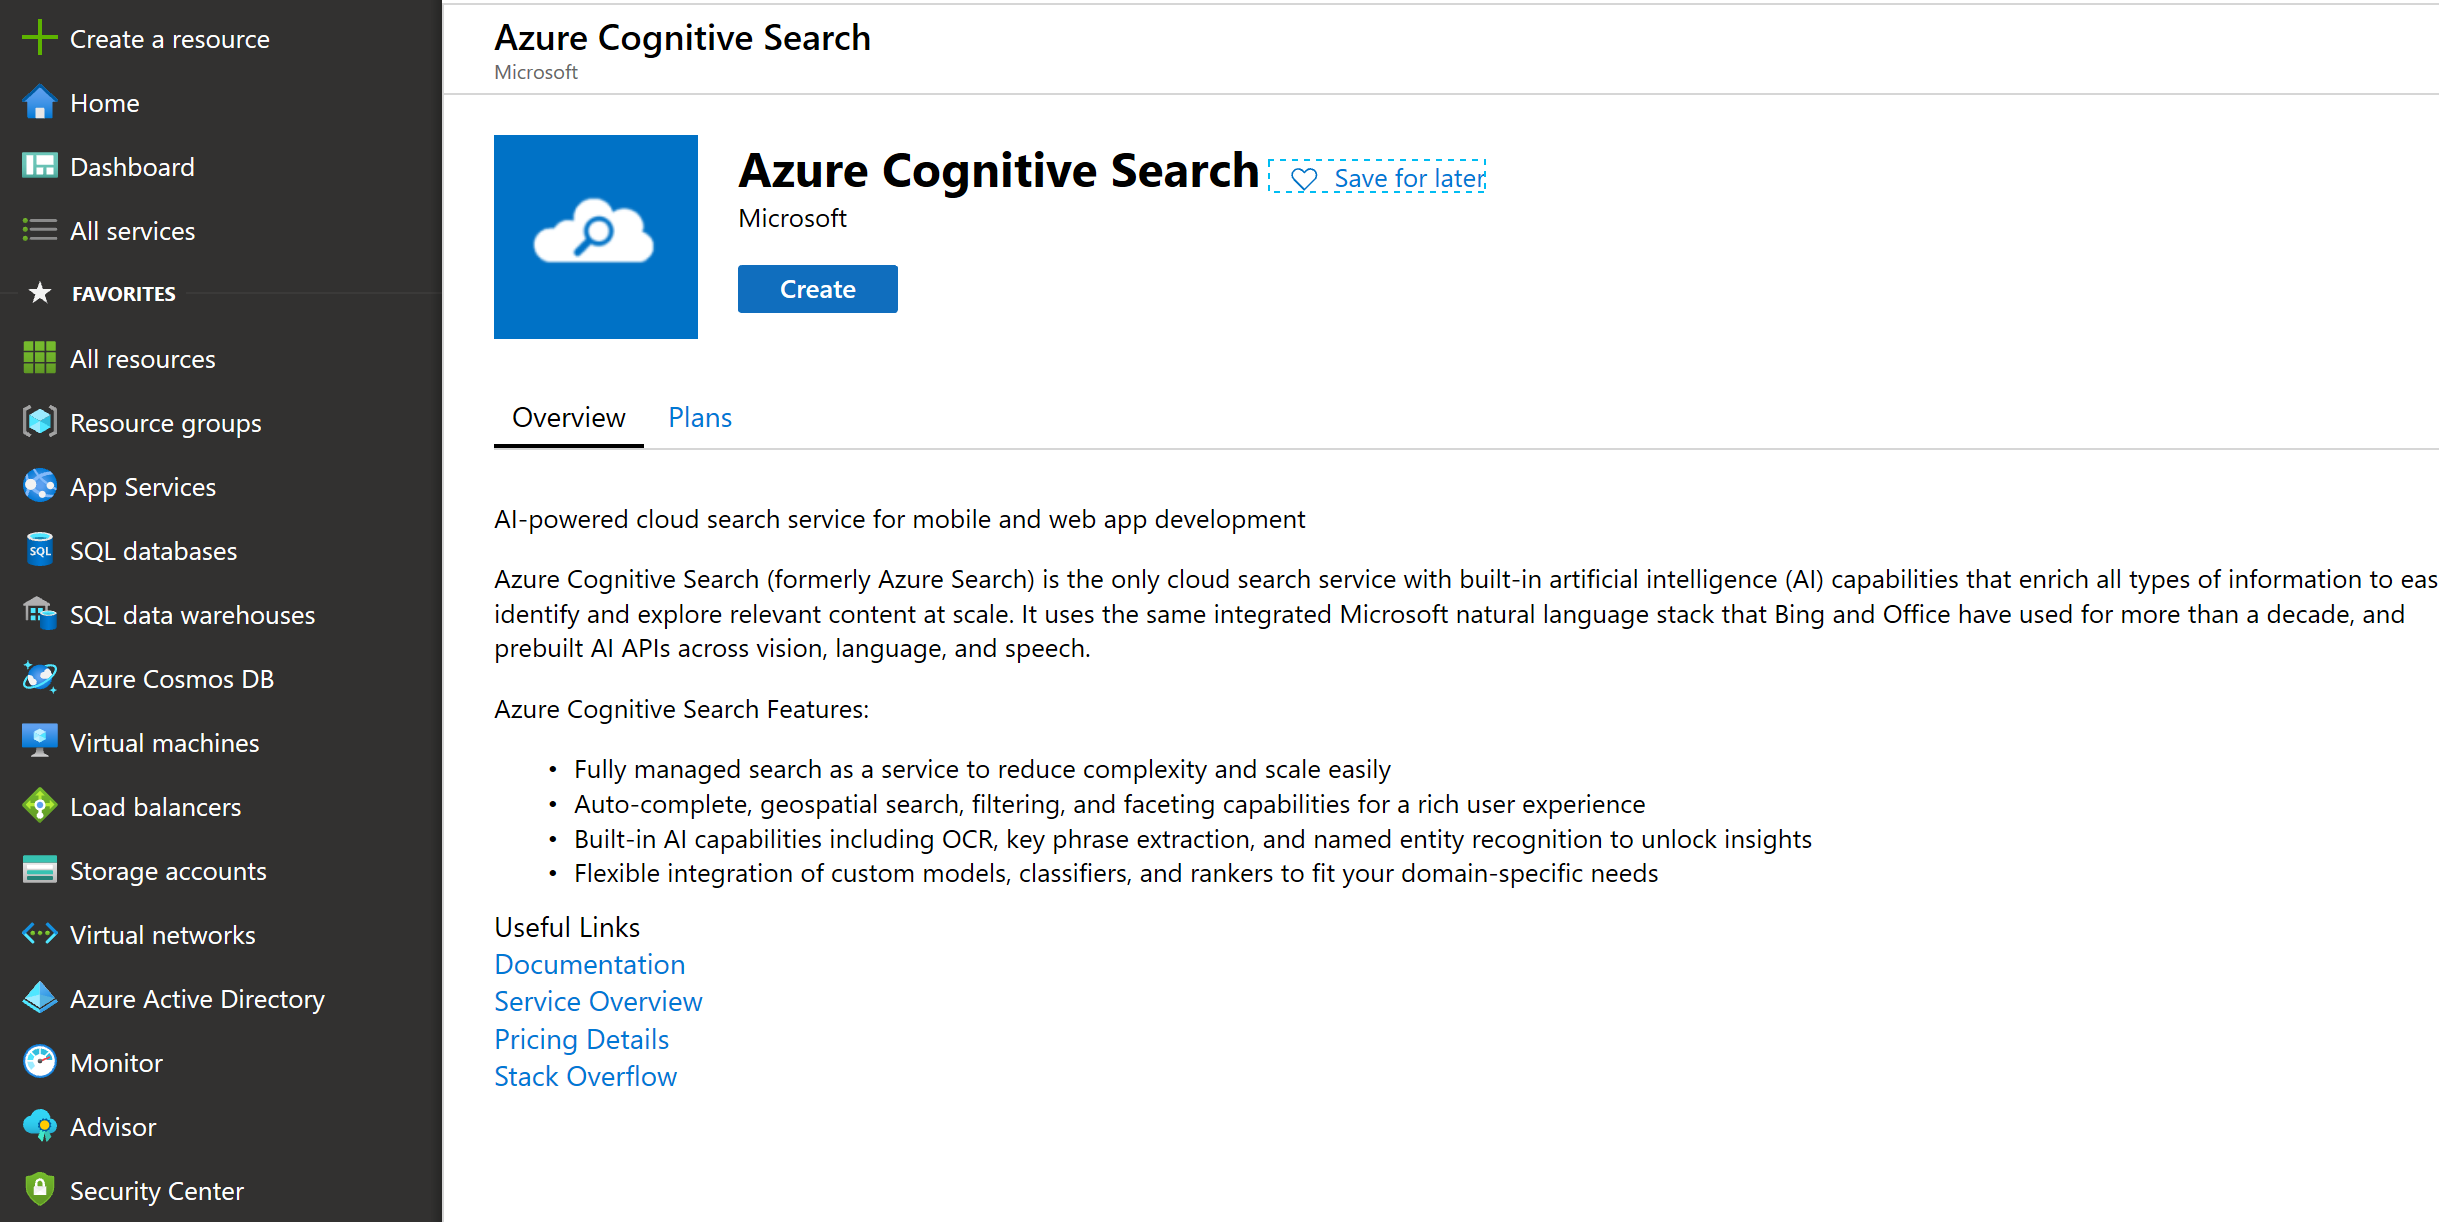 Create a resource
Home
Dashboard
All services
FAVORITES
All resources
Resource groups
App Services
SQL
SQL databases
SQL data warehouses
Azure Cosmos DB
Virtual machines
Load balancers
Storage accounts
Virtual networks
Azure Active Directory
Monitor
Advisor
Security Center
Azure Cognitive Search
Microsoft
Azure Cognitive Search
Save for later
Microsoft
Create
Overview Plans
AI-powered cloud search service for mobile and web app development
Azure Cognitive Search (formerly Azure Search) is the only cloud search service with built-in artificial intelligence (AI) capabilities that enrich all types of information to eas
identify and explore relevant content at scale. It uses the same integrated Microsoft natural language stack that Bing and Office have used for more than a decade, and
prebuilt AI APIs across vision, language, and speech.
Azure Cognitive Search Features:
• Fully managed search as a service to reduce complexity and scale easily
• Auto-complete, geospatial search, filtering, and faceting capabilities for a rich user experience
• Built-in AI capabilities including OCR, key phrase extraction, and named entity recognition to unlock insights
• Flexible integration of custom models, classifiers, and rankers to fit your domain-specific needs
Useful Links
Documentation
Service Overview
Pricing Details
Stack Overflow